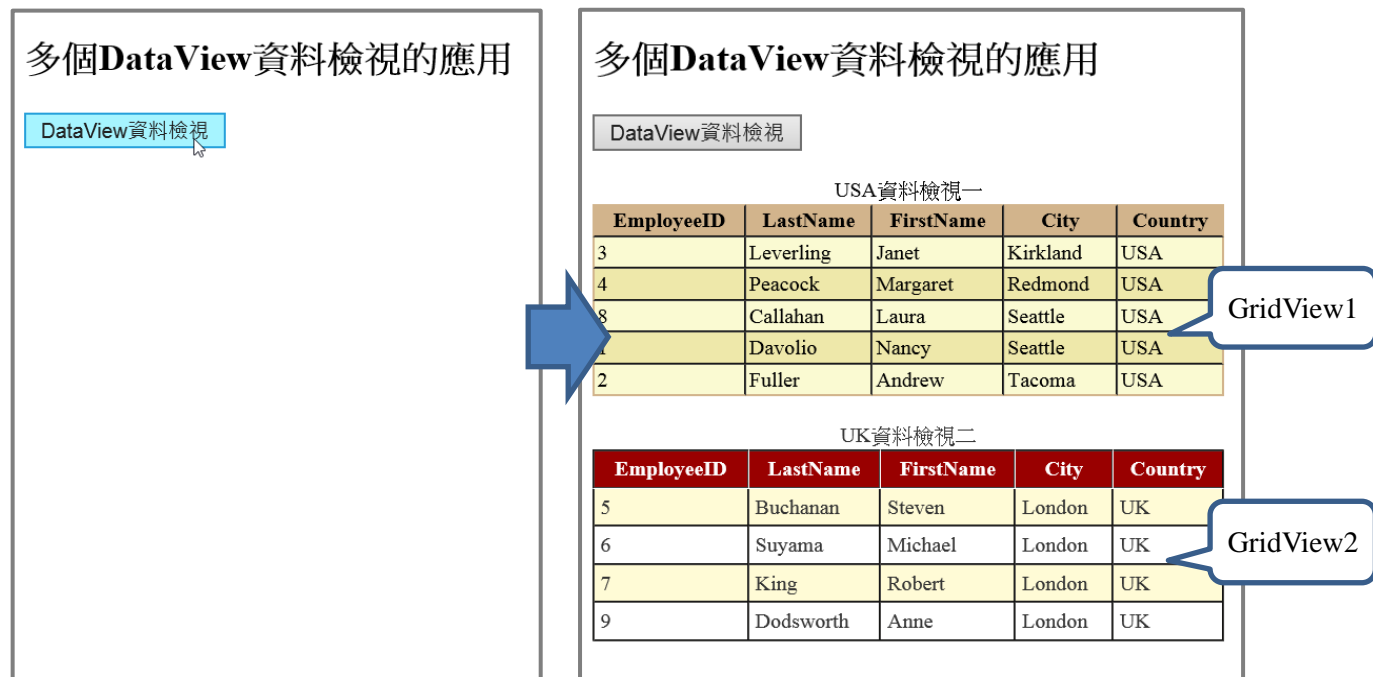 多個DataView資料檢視的應用
DataView資料檢視
多個DataView資料檢視的應用
DataView資料檢視
USA資料檢視一
EmployeeID LastName FirstName City Country
3 Leverling Janet Kirkland USA
4 Peacock Margaret Redmond USA
8 Callahan Laura Seattle USA
1 Davolio Nancy Seattle USA
2 Fuller Andrew Tacoma USA
GridView1
UK資料檢視二
EmployeeID LastName FirstName City Country
5 Buchanan Steven London UK
6 Suyama Michael London UK
7 King Robert London UK
9 Dodsworth Anne London UK
GridView2